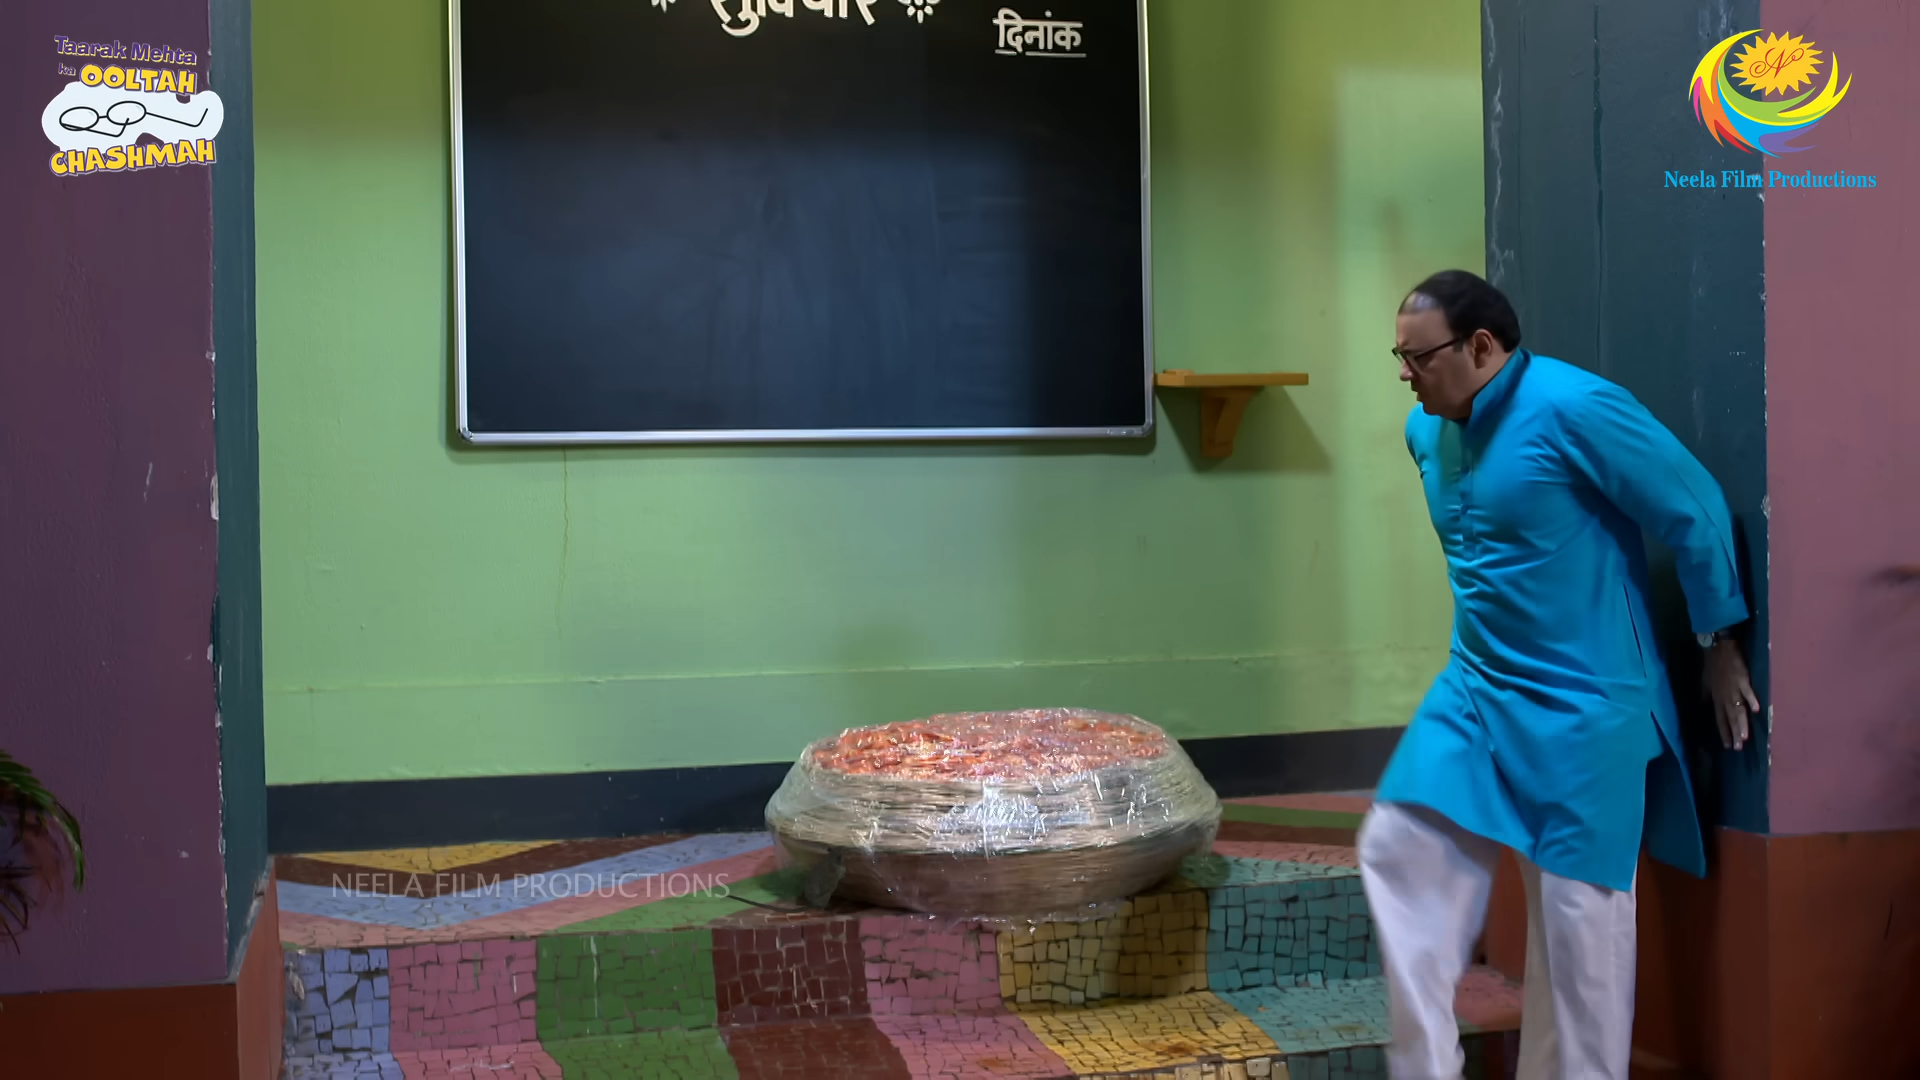 Taarak Mehta
ka OOLTAH
CHASHMAH
सुविचार
दिनांक
Neela Film Productions
NEELA FILM PRODUCTIONS